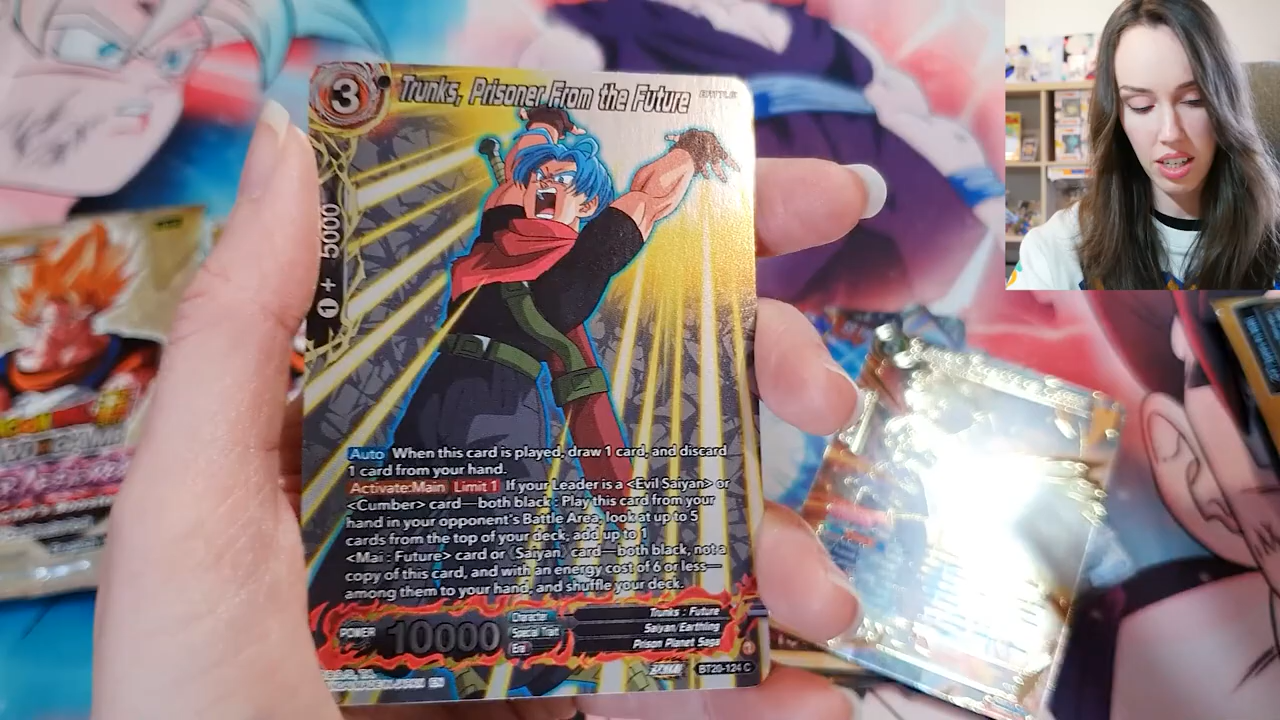 3
Trunks, Prisoner From the Future
BATTLE
1 + 5000
Auto When this card is played, draw 1 card, and discard
1 card from your hand.
Activate:Main Limit 1 If your Leader is a <Evil Saiyan> or
<Cumber> card—both black : Play this card from your
hand in your opponent's Battle Area, look at up to 5
cards from the top of your deck, add up to 1
<Mai : Future> card or 《Saiyan》 card—both black, not a
copy of this card, and with an energy cost of 6 or less—
among them to your hand, and shuffle your deck.
POWER 10000
Character Trunks : Future
Special Trait Saiyan/Earthling
Era Prison Planet Saga
BT20-124 C